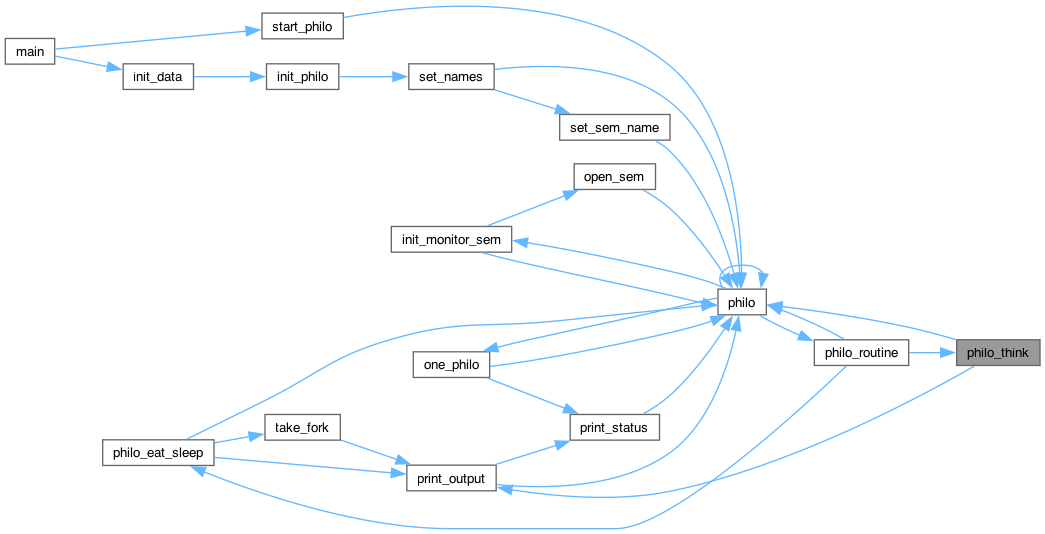 start_philo
main
init_data
init_philo
set_names
set_sem_name
open_sem
init_monitor_sem
philo
one_philo
philo_routine
philo_think
take_fork
print_status
philo_eat_sleep
print_output